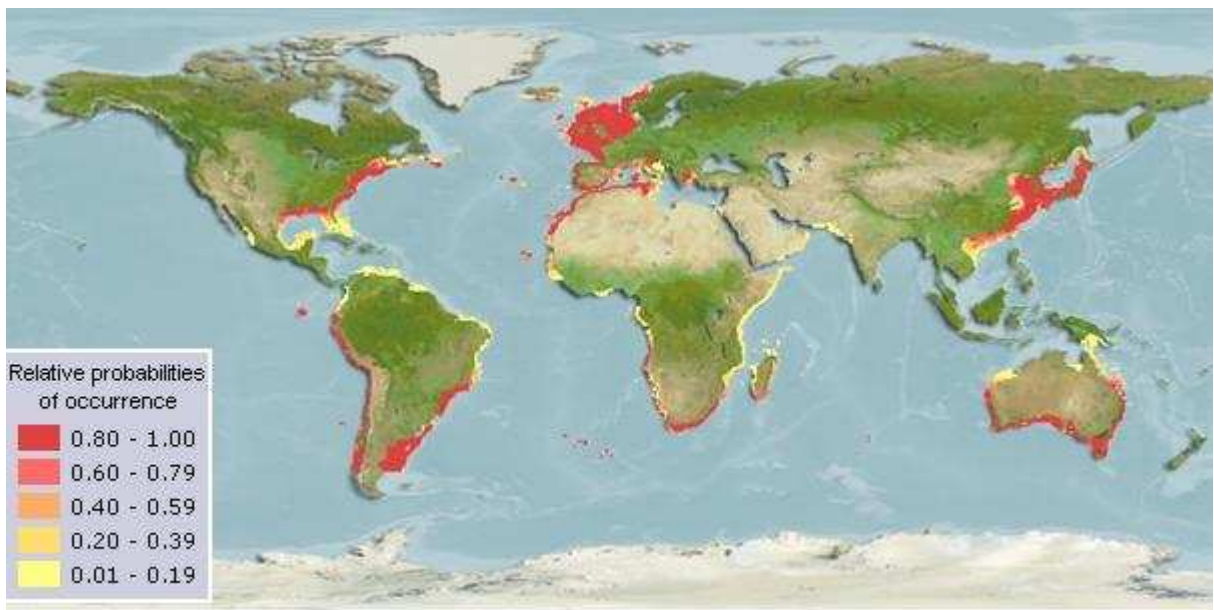 Relative probabilities
of occurrence
0.80 - 1.00
0.60 - 0.79
0.40 - 0.59
0.20 - 0.39
0.01 - 0.19